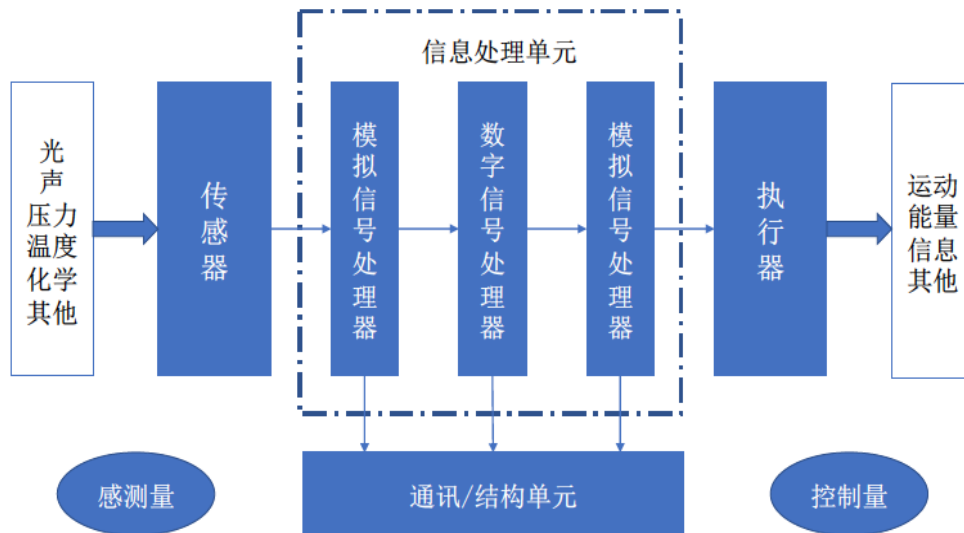 信息处理单元
光
声
压力
温度
化学
其他
传感器
模拟信号处理器
数字信号处理器
模拟信号处理器
执行器
运动
能量
信息
其他
感测量
通讯/结构单元
控制量